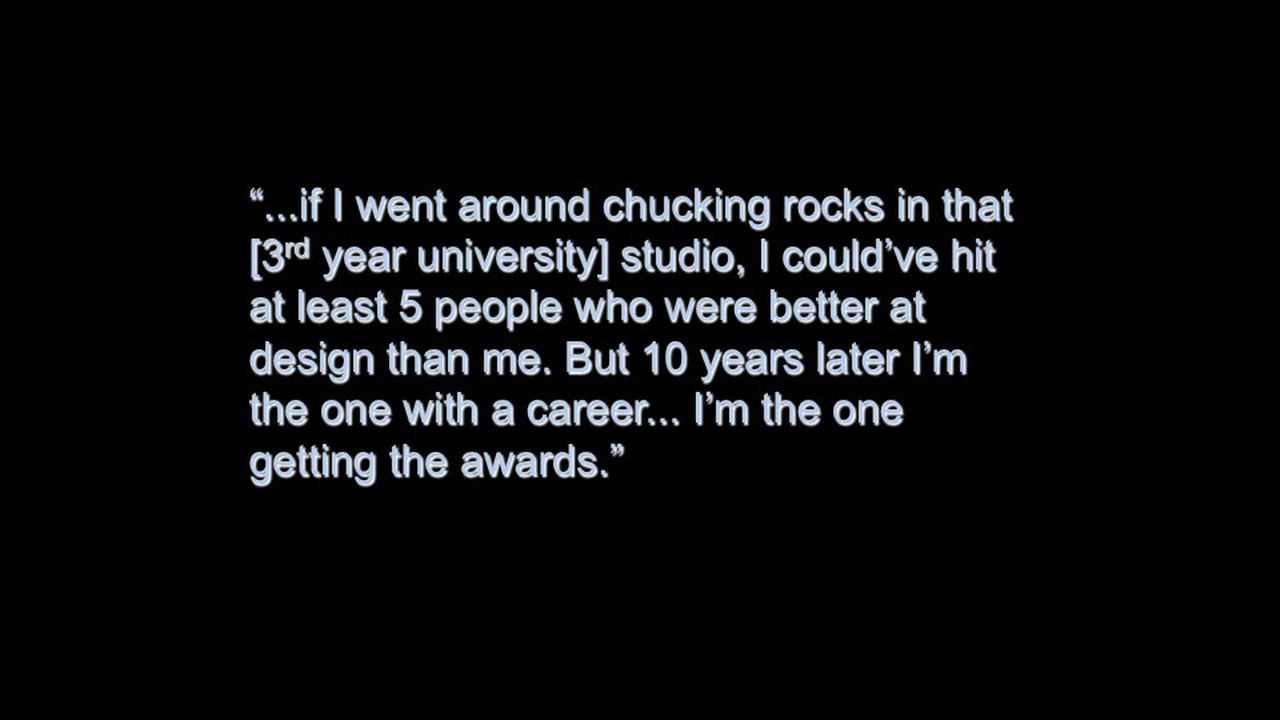 “...if I went around chucking rocks in that
[3rd year university] studio, I could’ve hit
at least 5 people who were better at
design than me. But 10 years later I’m
the one with a career... I’m the one
getting the awards.”